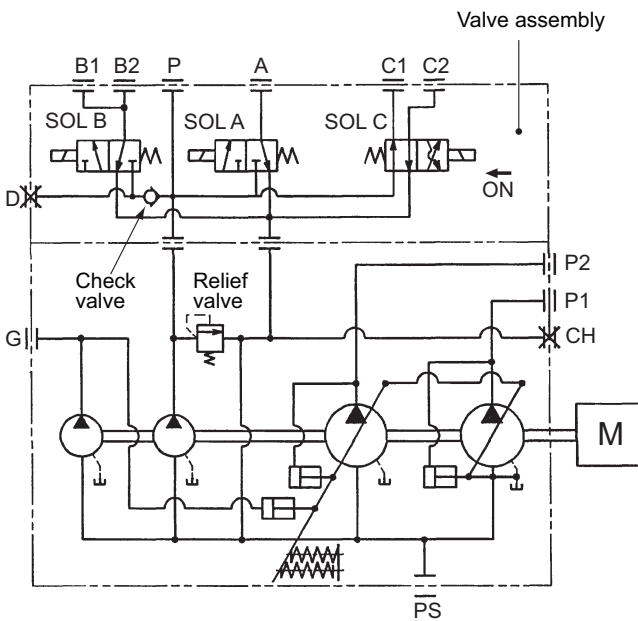 Valve assembly
B1 B2 P A C1 C2
SOL B SOL A SOL C
D
ON
Check
valve
Relief
valve
P2
P1
G
CH
M
PS